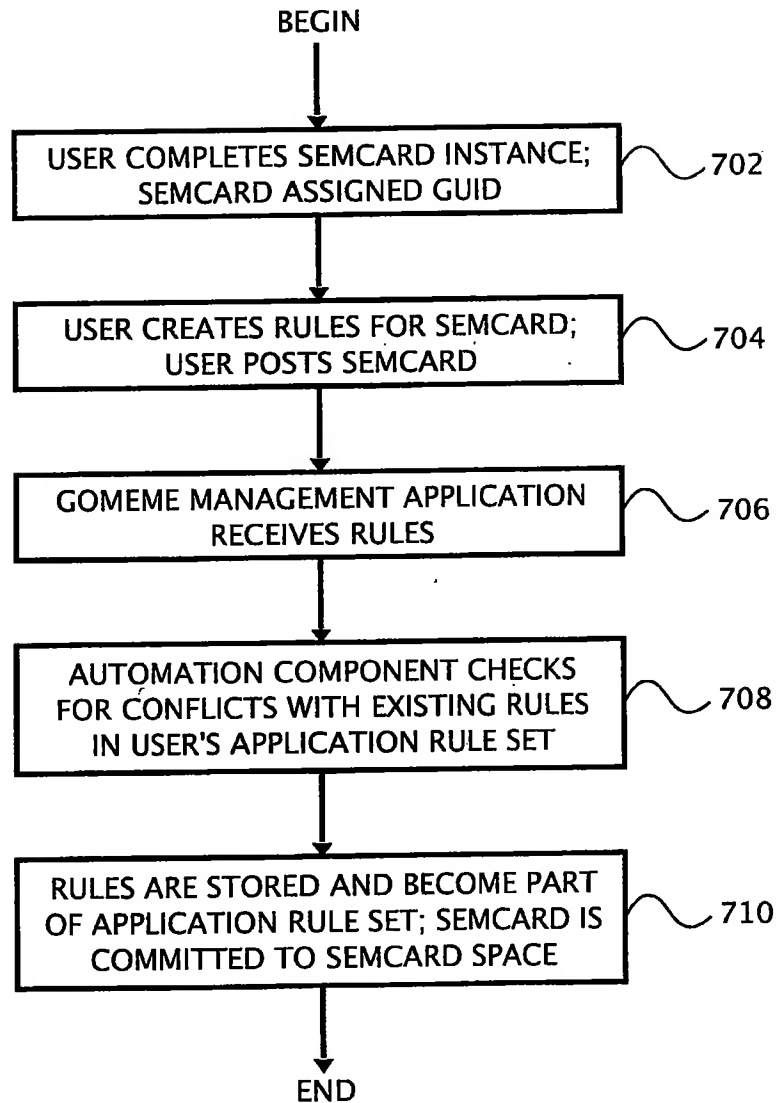 BEGIN
USER COMPLETES SEMCARD INSTANCE;
SEMCARD ASSIGNED GUID
702
USER CREATES RULES FOR SEMCARD;
USER POSTS SEMCARD
704
GOMEME MANAGEMENT APPLICATION
RECEIVES RULES
706
AUTOMATION COMPONENT CHECKS
FOR CONFLICTS WITH EXISTING RULES
IN USER'S APPLICATION RULE SET
708
RULES ARE STORED AND BECOME PART
OF APPLICATION RULE SET; SEMCARD IS
COMMITTED TO SEMCARD SPACE
710
END